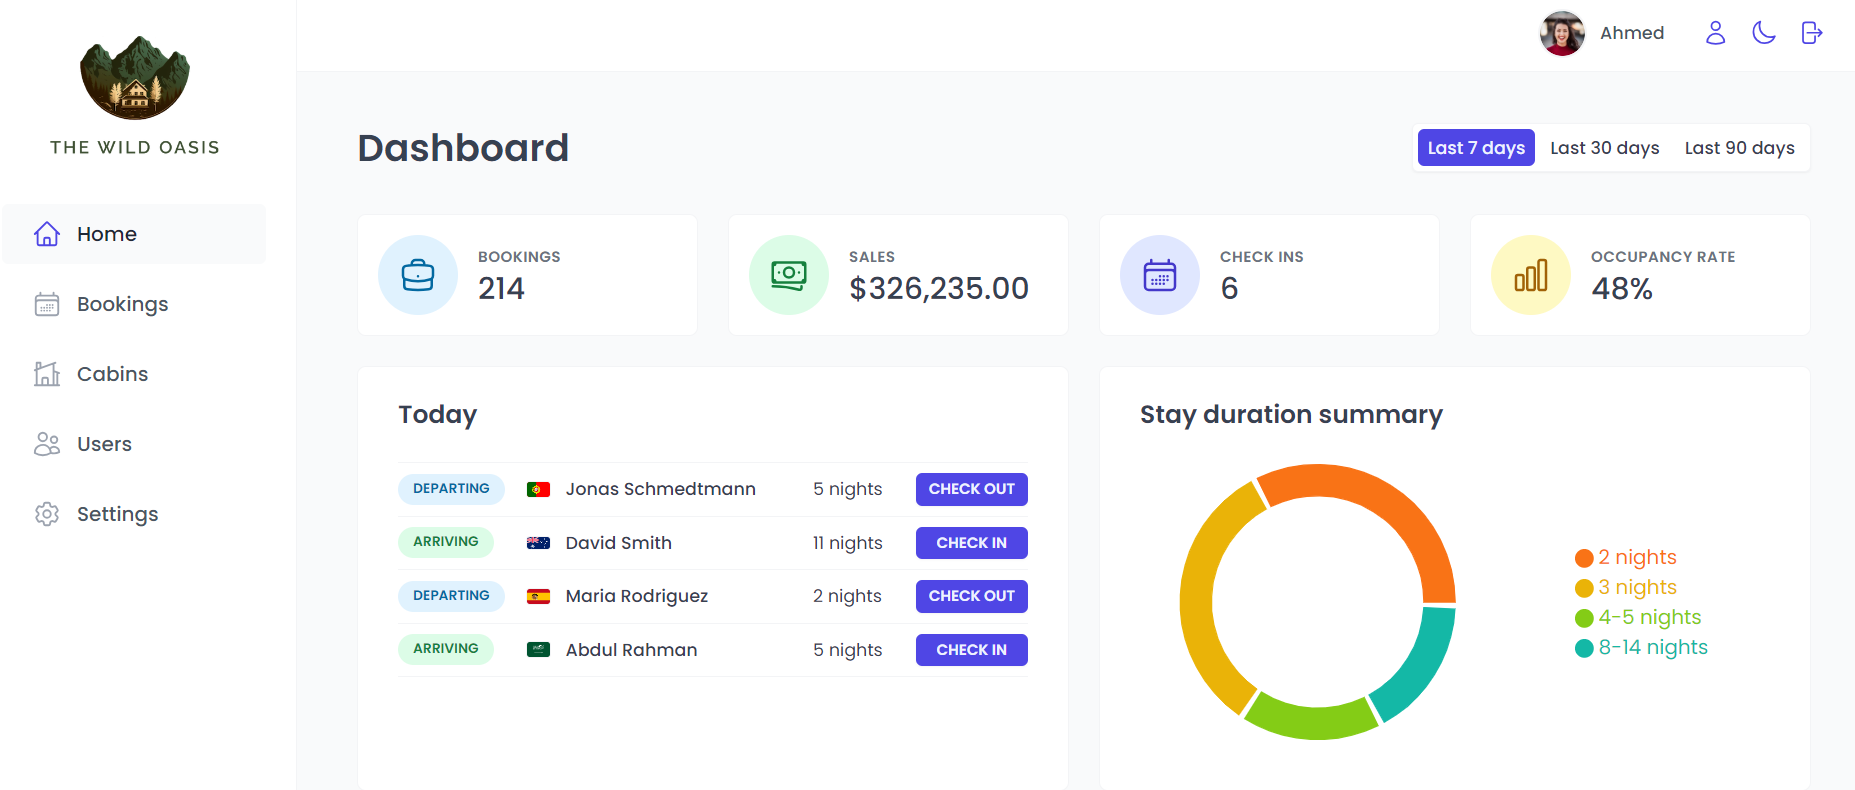 THE WILD OASIS
Home
Bookings
Cabins
Users
Settings
Ahmed
Dashboard
Last 7 days Last 30 days Last 90 days
BOOKINGS
214
SALES
$326,235.00
CHECK INS
6
OCCUPANCY RATE
48%
Today
DEPARTING Jonas Schmedtmann 5 nights CHECK OUT
ARRIVING David Smith 11 nights CHECK IN
DEPARTING Maria Rodriguez 2 nights CHECK OUT
ARRIVING Abdul Rahman 5 nights CHECK IN
Stay duration summary
2 nights
3 nights
4-5 nights
8-14 nights